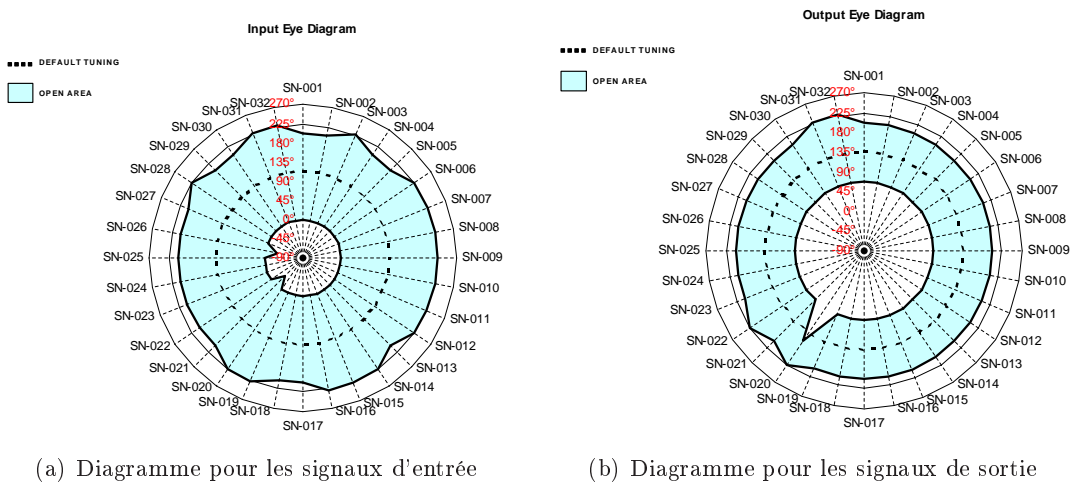 Input Eye Diagram
DEFAULT TUNING
OPEN AREA
SN-001
SN-002
SN-003
SN-004
SN-005
SN-006
SN-007
SN-008
SN-009
SN-010
SN-011
SN-012
SN-013
SN-014
SN-015
SN-016
SN-017
SN-018
SN-019
SN-020
SN-021
SN-022
SN-023
SN-024
SN-025
SN-026
SN-027
SN-028
SN-029
SN-030
SN-031
SN-032
270°
225°
180°
135°
90°
45°
0°
-45°
-90°
(a) Diagramme pour les signaux d'entrée
Output Eye Diagram
DEFAULT TUNING
OPEN AREA
SN-001
SN-002
SN-003
SN-004
SN-005
SN-006
SN-007
SN-008
SN-009
SN-010
SN-011
SN-012
SN-013
SN-014
SN-015
SN-016
SN-017
SN-018
SN-019
SN-020
SN-021
SN-022
SN-023
SN-024
SN-025
SN-026
SN-027
SN-028
SN-029
SN-030
SN-031
SN-032
270°
225°
180°
135°
90°
45°
0°
-45°
-90°
(b) Diagramme pour les signaux de sortie